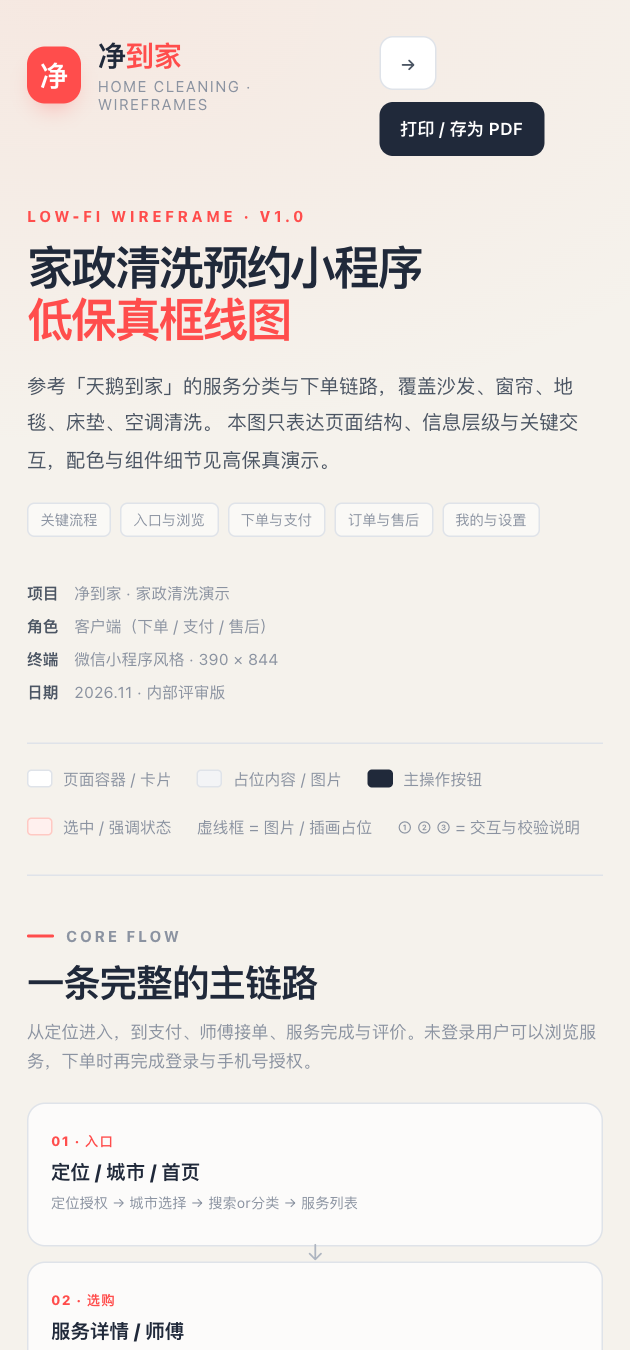 净
净到家
HOME CLEANING ·
WIREFRAMES
→
打印 / 存为 PDF
LOW-FI WIREFRAME · V1.0
家政清洗预约小程序
低保真框线图
参考「天鹅到家」的服务分类与下单链路，覆盖沙发、窗帘、地
毯、床垫、空调清洗。 本图只表达页面结构、信息层级与关键交
互，配色与组件细节见高保真演示。
关键流程 入口与浏览 下单与支付 订单与售后 我的与设置
项目 净到家 · 家政清洗演示
角色 客户端（下单 / 支付 / 售后）
终端 微信小程序风格 · 390 × 844
日期 2026.11 · 内部评审版
页面容器 / 卡片 占位内容 / 图片 主操作按钮
选中 / 强调状态 虚线框 = 图片 / 插画占位 ① ② ③ = 交互与校验说明
CORE FLOW
一条完整的主链路
从定位进入，到支付、师傅接单、服务完成与评价。未登录用户可以浏览服
务，下单时再完成登录与手机号授权。
01 · 入口
定位 / 城市 / 首页
定位授权 → 城市选择 → 搜索or分类 → 服务列表
↓
02 · 选购
服务详情 / 师傅